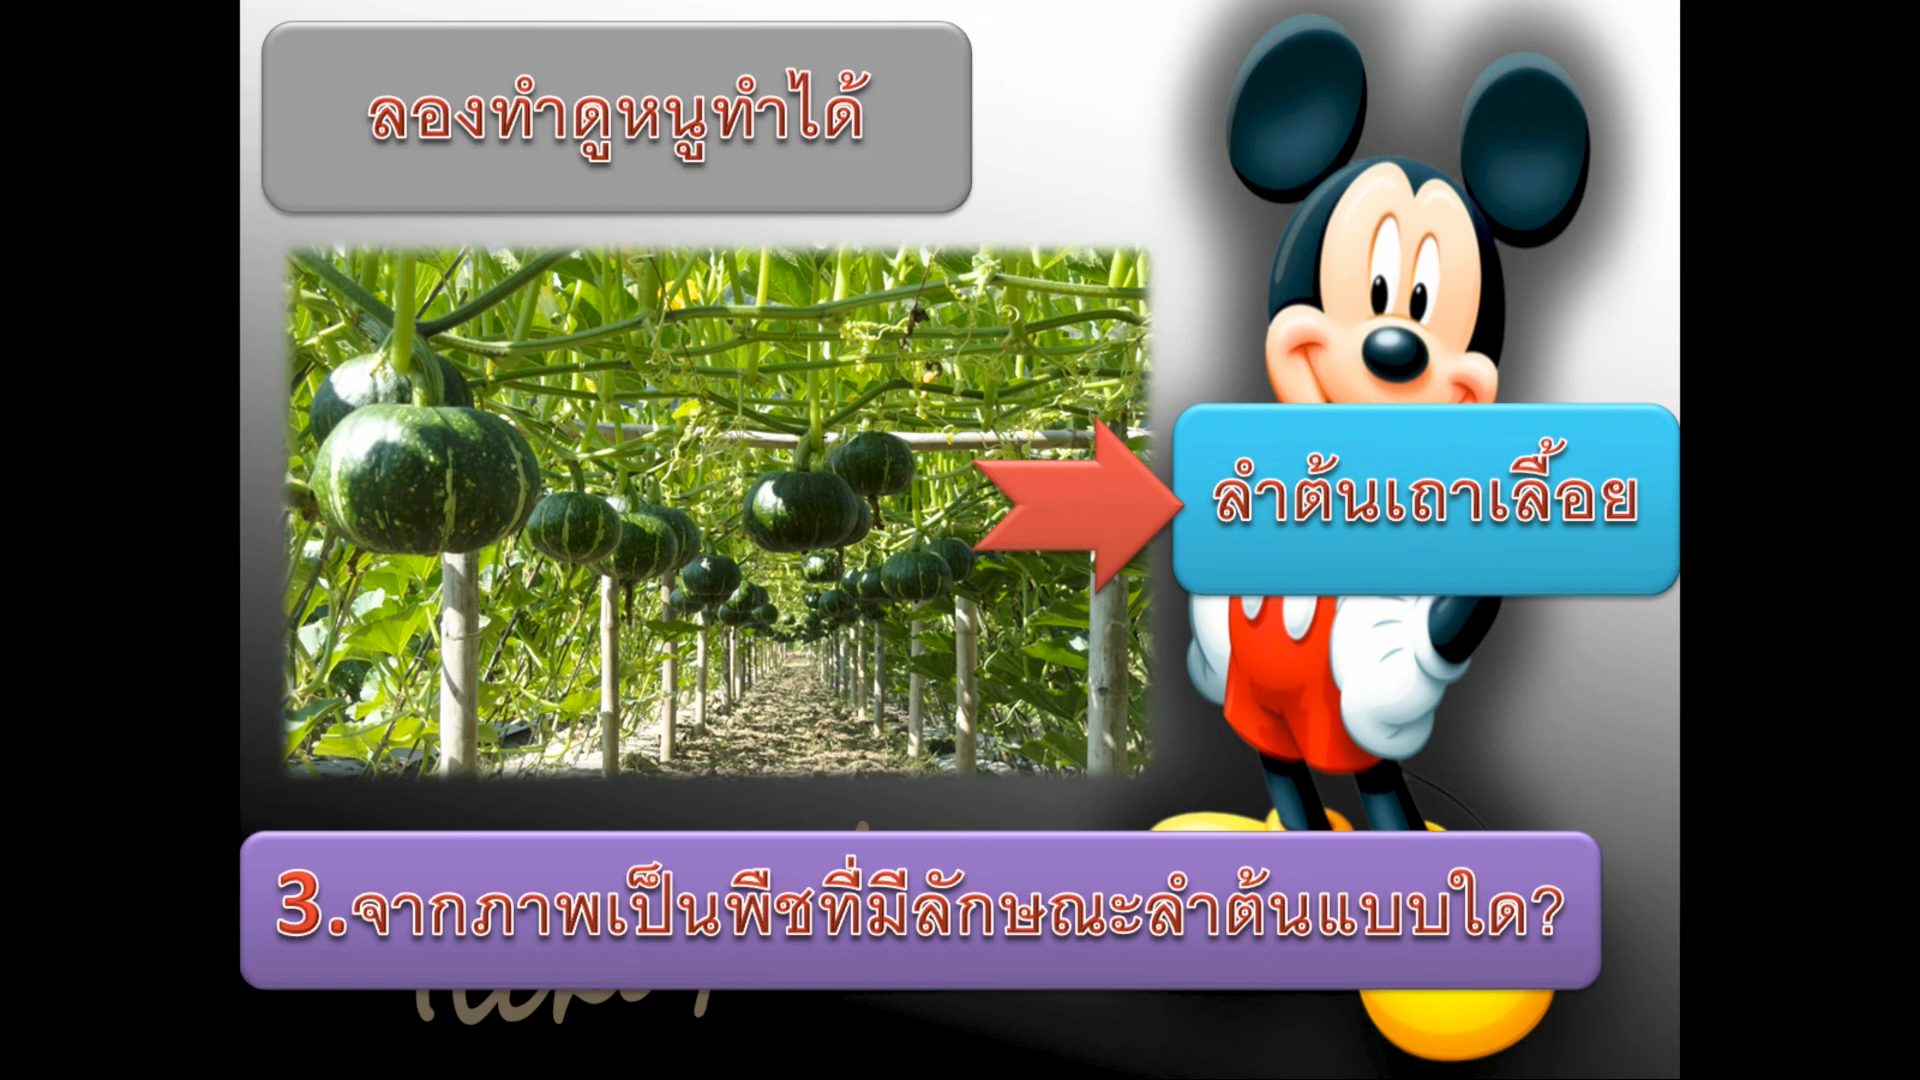 ลองทำดูหนูทำได้
ลำต้นเถาเลื้อย
3.จากภาพเป็นพืชที่มีลักษณะลำต้นแบบใด?